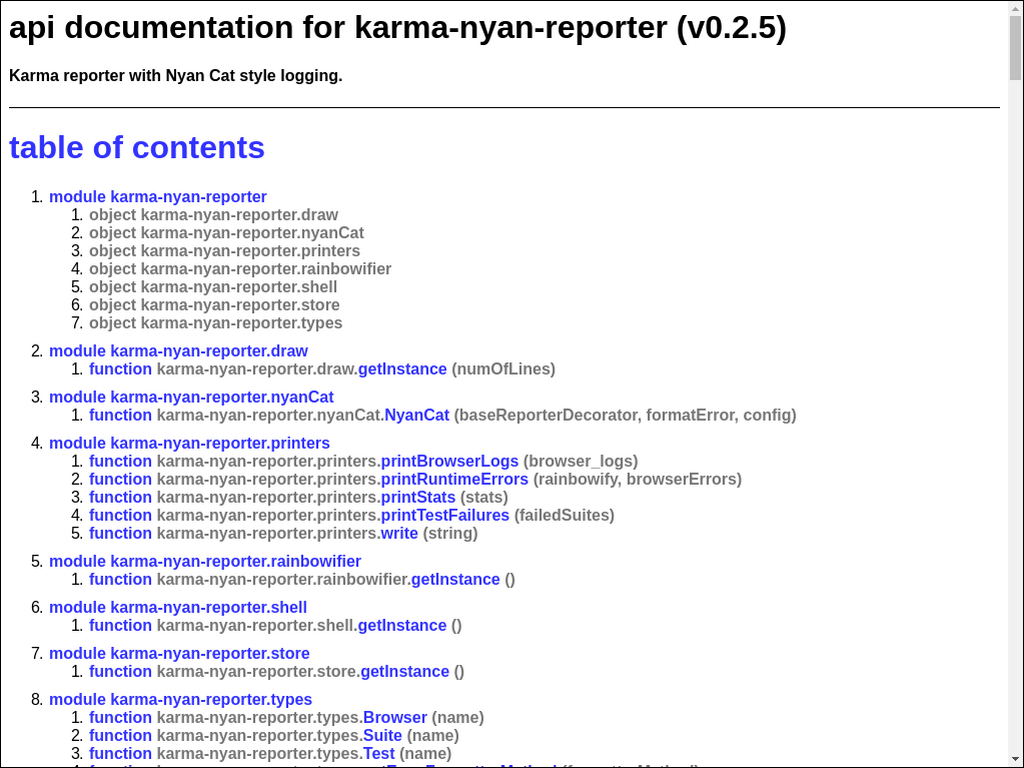 api documentation for karma-nyan-reporter (v0.2.5)
Karma reporter with Nyan Cat style logging.
table of contents
1. module karma-nyan-reporter
1. object karma-nyan-reporter.draw
2. object karma-nyan-reporter.nyanCat
3. object karma-nyan-reporter.printers
4. object karma-nyan-reporter.rainbowifier
5. object karma-nyan-reporter.shell
6. object karma-nyan-reporter.store
7. object karma-nyan-reporter.types
2. module karma-nyan-reporter.draw
1. function karma-nyan-reporter.draw.getInstance (numOfLines)
3. module karma-nyan-reporter.nyanCat
1. function karma-nyan-reporter.nyanCat.NyanCat (baseReporterDecorator, formatError, config)
4. module karma-nyan-reporter.printers
1. function karma-nyan-reporter.printers.printBrowserLogs (browser_logs)
2. function karma-nyan-reporter.printers.printRuntimeErrors (rainbowify, browserErrors)
3. function karma-nyan-reporter.printers.printStats (stats)
4. function karma-nyan-reporter.printers.printTestFailures (failedSuites)
5. function karma-nyan-reporter.printers.write (string)
5. module karma-nyan-reporter.rainbowifier
1. function karma-nyan-reporter.rainbowifier.getInstance ()
6. module karma-nyan-reporter.shell
1. function karma-nyan-reporter.shell.getInstance ()
7. module karma-nyan-reporter.store
1. function karma-nyan-reporter.store.getInstance ()
8. module karma-nyan-reporter.types
1. function karma-nyan-reporter.types.Browser (name)
2. function karma-nyan-reporter.types.Suite (name)
3. function karma-nyan-reporter.types.Test (name)